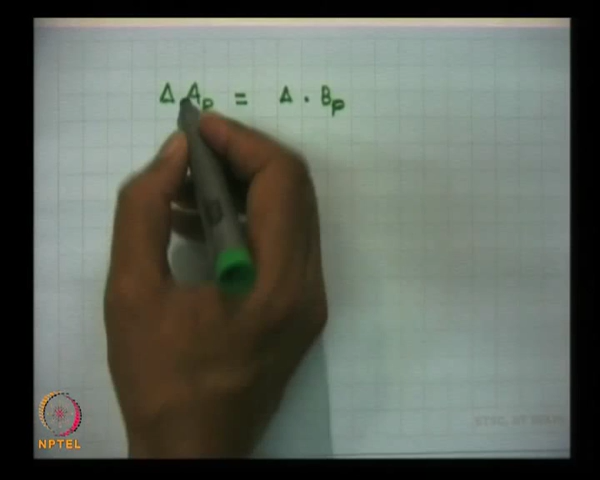 Δ.A_p = Δ . B_p
NPTEL